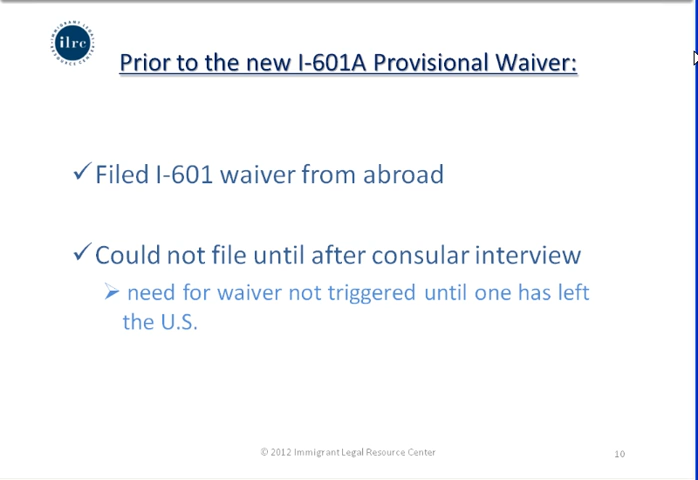 ilrc
Prior to the new I-601A Provisional Waiver:
✓Filed I-601 waiver from abroad
✓Could not file until after consular interview
➢ need for waiver not triggered until one has left
the U.S.
© 2012 Immigrant Legal Resource Center
10